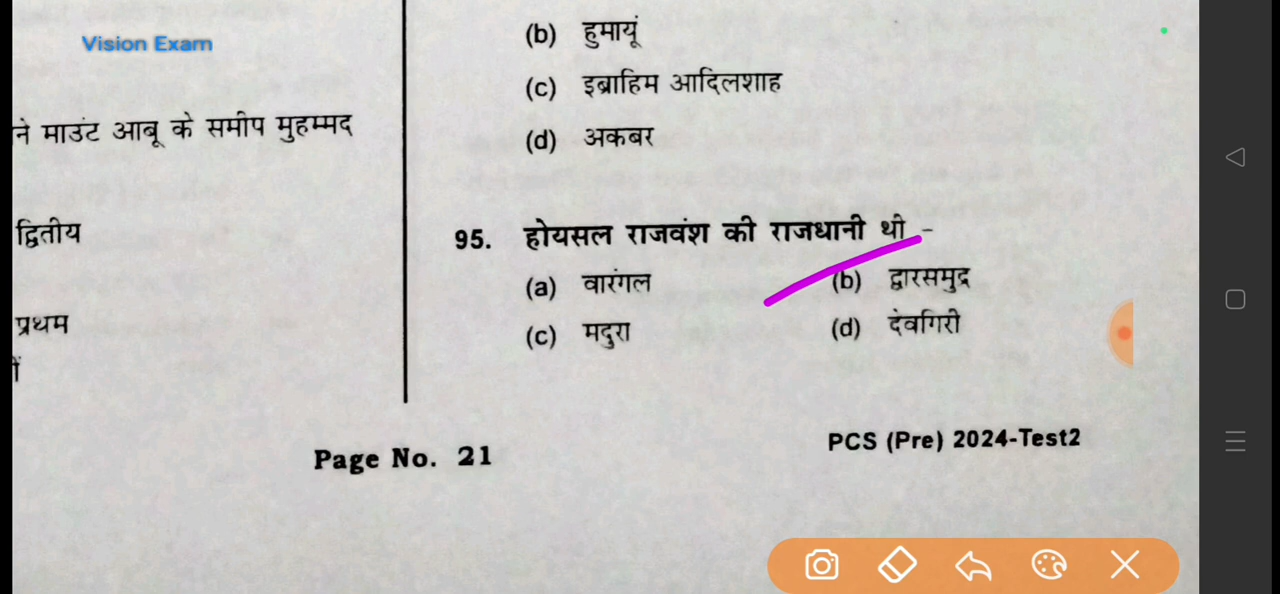 Vision Exam
ने माउंट आबू के समीप मुहम्मद
द्वितीय
प्रथम
(b) हुमायूं
(c) इब्राहिम आदिलशाह
(d) अकबर
95. होयसल राजवंश की राजधानी थी -
(a) वारंगल (b) द्वारसमुद्र
(c) मदुरा (d) देवगिरी
Page No. 21
PCS (Pre) 2024-Test2